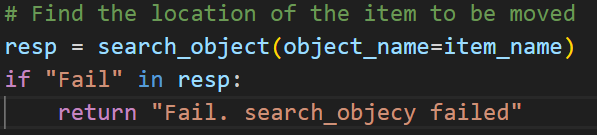 # Find the location of the item to be moved
resp = search_object(object_name=item_name)
if "Fail" in resp:
    return "Fail. search_objecy failed"